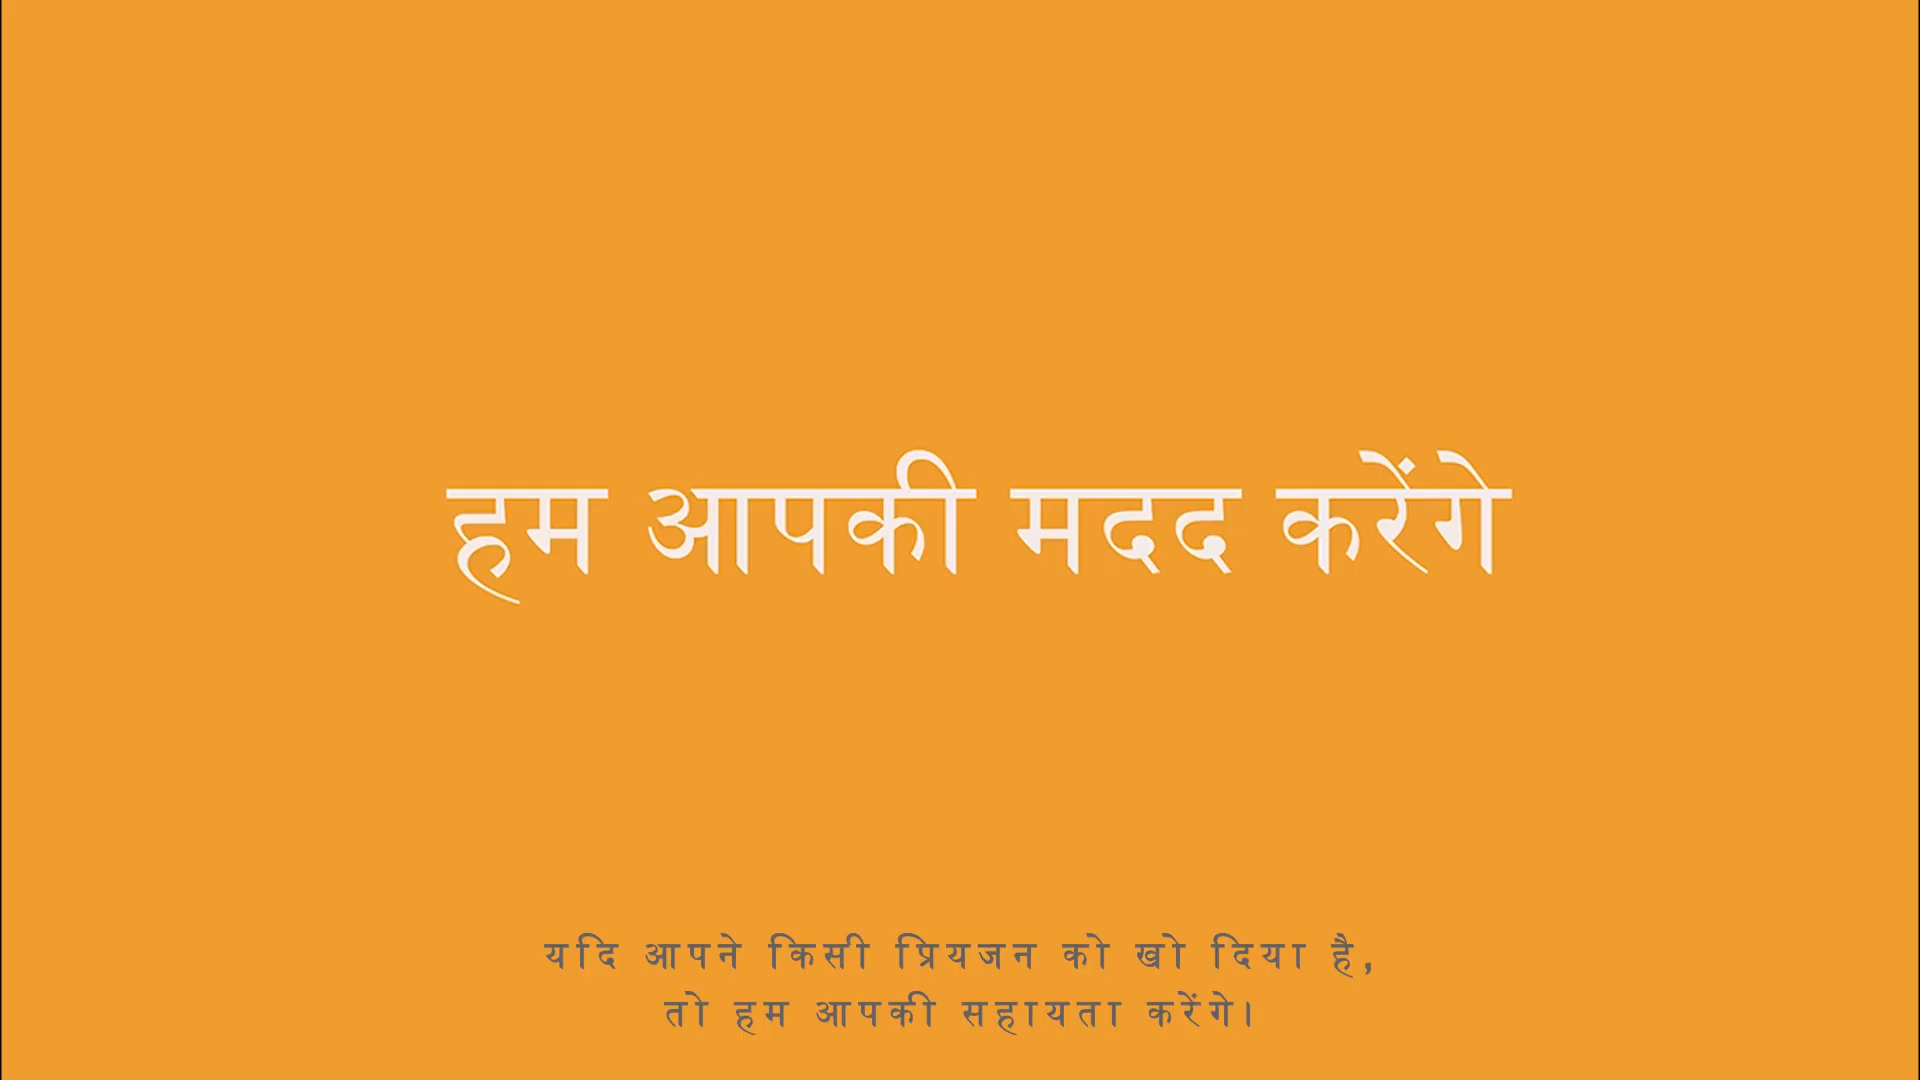 हम आपकी मदद करेंगे
यदि आपने किसी प्रियजन को खो दिया है,
तो हम आपकी सहायता करेंगे।